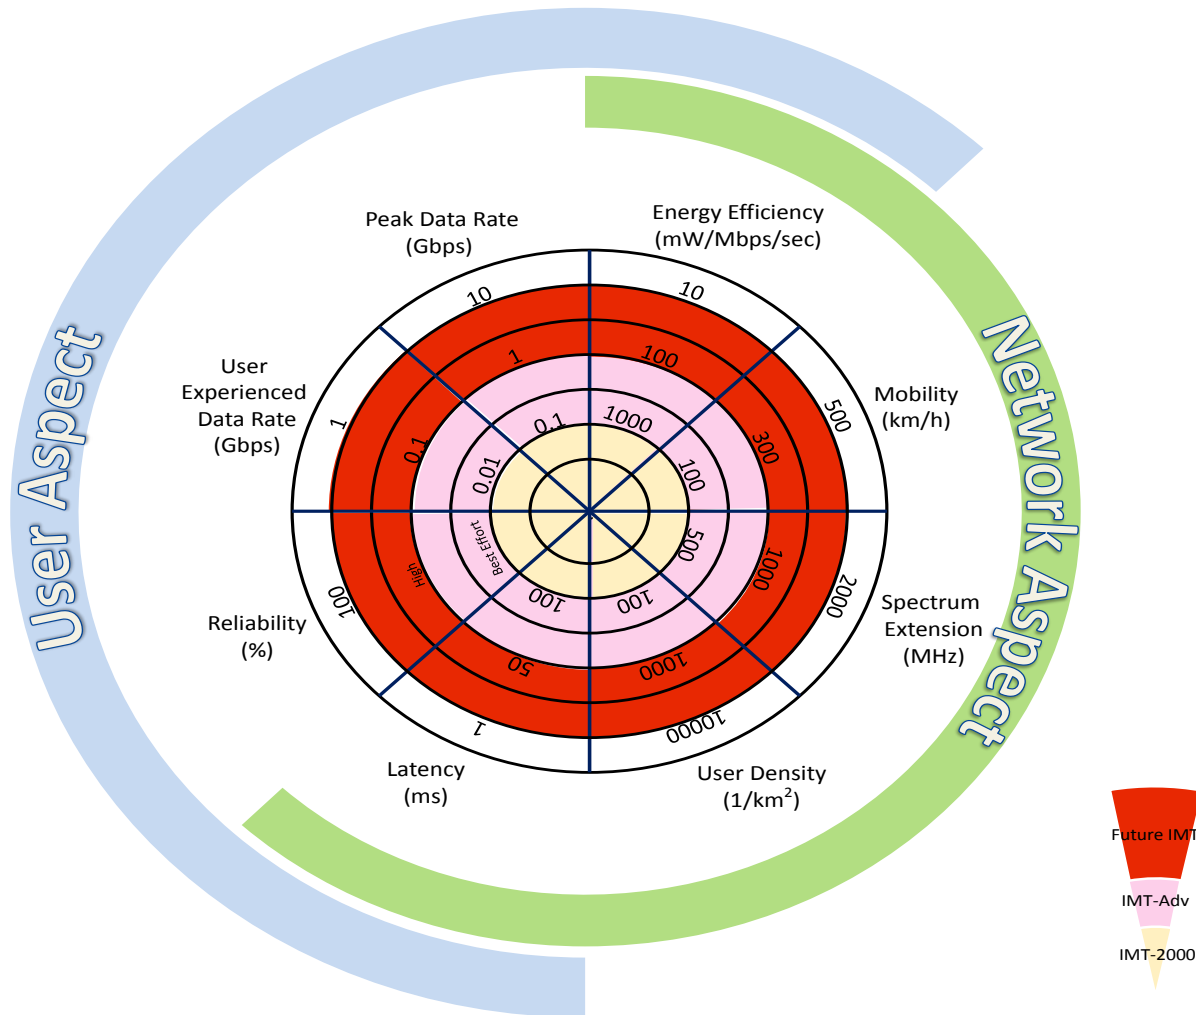 Peak Data Rate
(Gbps)
Energy Efficiency
(mW/Mbps/sec)
User
Experienced
Data Rate
(Gbps)
Mobility
(km/h)
Reliability
(%)
Spectrum
Extension
(MHz)
Latency
(ms)
User Density
(1/km²)
User Aspect
Network Aspect
10
1
0.1
10
100
1000
1
0.1
0.01
500
300
100
100
High
Best Effort
2000
1000
500
1
50
100
10000
1000
100
Future IMT
IMT-Adv
IMT-2000